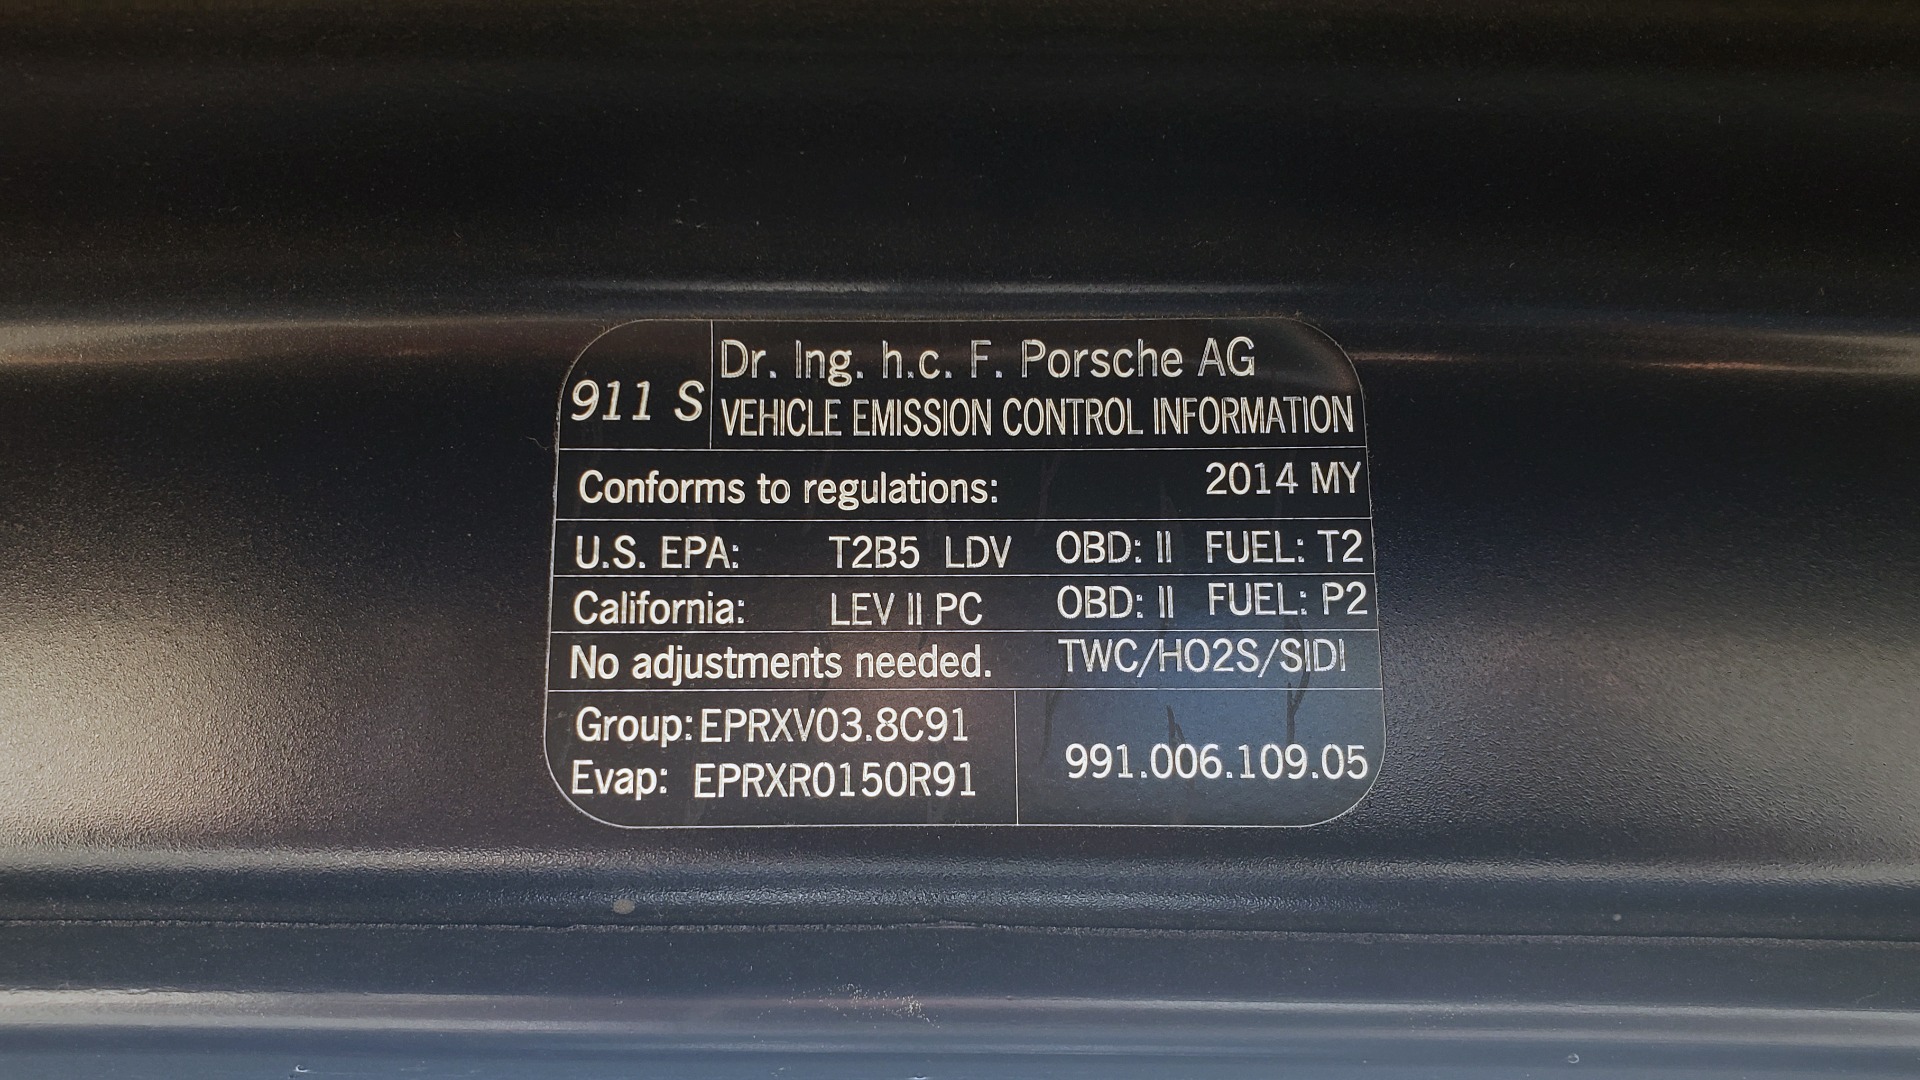 911 S
Dr. Ing. h.c. F. Porsche AG
VEHICLE EMISSION CONTROL INFORMATION
Conforms to regulations: 2014 MY
U.S. EPA: T2B5 LDV OBD: II FUEL: T2
California: LEV II PC OBD: II FUEL: P2
No adjustments needed. TWC/HO2S/SIDI
Group: EPRXV03.8C91
Evap: EPRXR0150R91
991.006.109.05